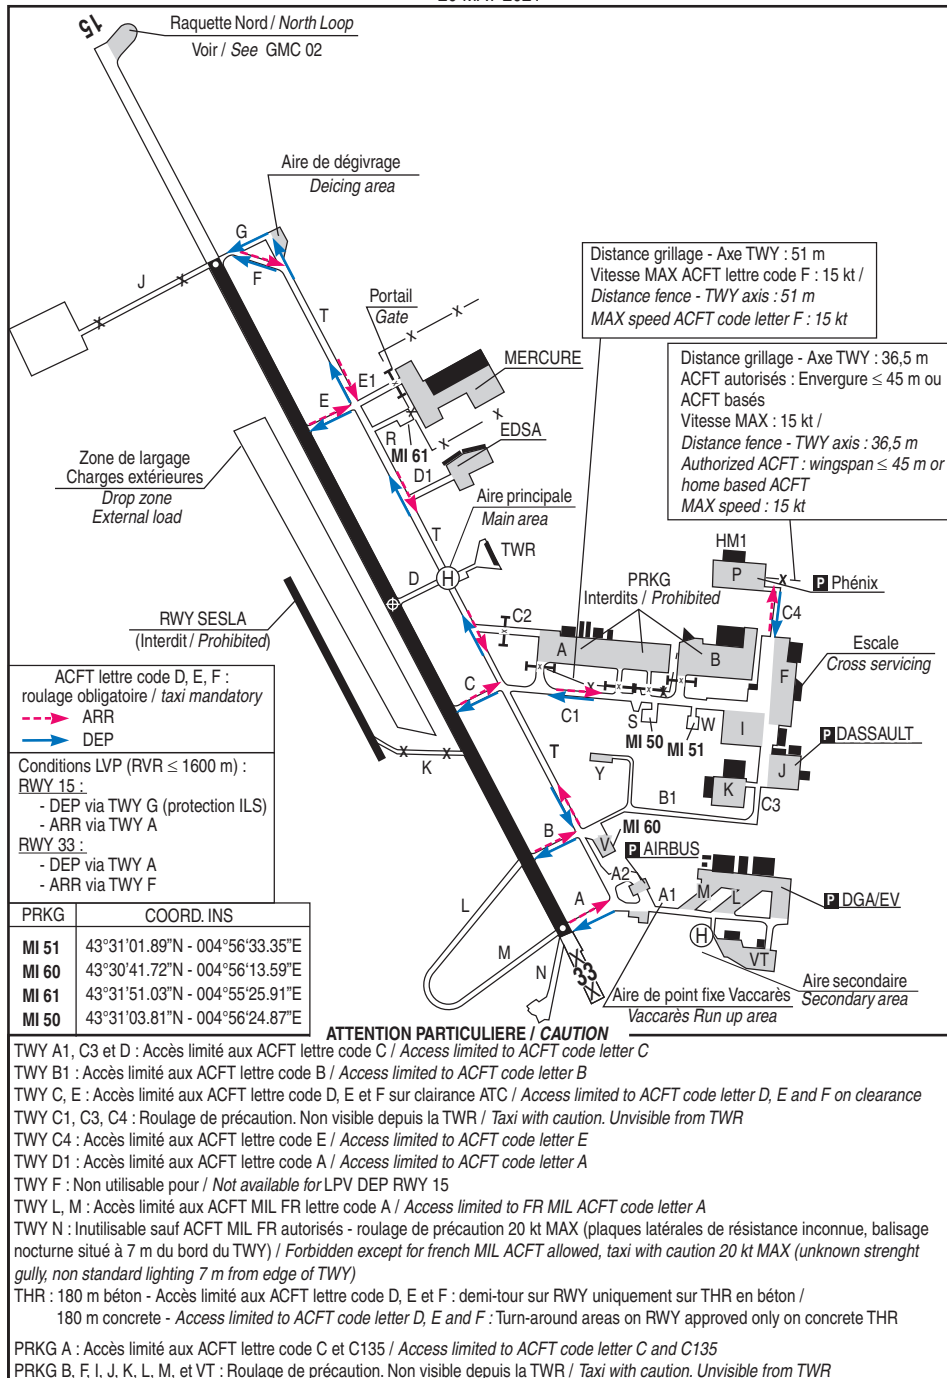 15
Raquette Nord / North Loop
Voir / See GMC 02
Aire de dégivrage
Deicing area
G
F
J
T
Distance grillage - Axe TWY : 51 m
Vitesse MAX ACFT lettre code F : 15 kt /
Distance fence - TWY axis : 51 m
MAX speed ACFT code letter F : 15 kt
Portail
Gate
MERCURE
Distance grillage - Axe TWY : 36,5 m
ACFT autorisés : Envergure ≤ 45 m ou
ACFT basés
Vitesse MAX : 15 kt /
Distance fence - TWY axis : 36,5 m
Authorized ACFT : wingspan ≤ 45 m or
home based ACFT
MAX speed : 15 kt
E1
E
R
MI 61
EDSA
D1
Zone de largage
Charges extérieures
Drop zone
External load
Aire principale
Main area
T
TWR
D
H
HM1
P
P Phénix
PRKG
Interdits / Prohibited
RWY SESLA
(Interdit / Prohibited)
C2
C4
A
B
F
Escale
Cross servicing
C
C1
S
W
I
MI 50
MI 51
P DASSAULT
J
K
T
Y
K
B1
C3
ACFT lettre code D, E, F :
roulage obligatoire / taxi mandatory
ARR
DEP
Conditions LVP (RVR ≤ 1600 m) :
RWY 15 :
- DEP via TWY G (protection ILS)
- ARR via TWY A
RWY 33 :
- DEP via TWY A
- ARR via TWY F
B
MI 60
V
P AIRBUS
A2
A1
M
L
P DGA/EV
L
A
M
N
33
H
VT
Aire de point fixe Vaccarès
Vaccarès Run up area
Aire secondaire
Secondary area
PRKG COORD. INS
MI 51 43°31'01.89"N - 004°56'33.35"E
MI 60 43°30'41.72"N - 004°56'13.59"E
MI 61 43°31'51.03"N - 004°55'25.91"E
MI 50 43°31'03.81"N - 004°56'24.87"E
ATTENTION PARTICULIERE / CAUTION
TWY A1, C3 et D : Accès limité aux ACFT lettre code C / Access limited to ACFT code letter C
TWY B1 : Accès limité aux ACFT lettre code B / Access limited to ACFT code letter B
TWY C, E : Accès limité aux ACFT lettre code D, E et F sur clairance ATC / Access limited to ACFT code letter D, E and F on clearance
TWY C1, C3, C4 : Roulage de précaution. Non visible depuis la TWR / Taxi with caution. Unvisible from TWR
TWY C4 : Accès limité aux ACFT lettre code E / Access limited to ACFT code letter E
TWY D1 : Accès limité aux ACFT lettre code A / Access limited to ACFT code letter A
TWY F : Non utilisable pour / Not available for LPV DEP RWY 15
TWY L, M : Accès limité aux ACFT MIL FR lettre code A / Access limited to FR MIL ACFT code letter A
TWY N : Inutilisable sauf ACFT MIL FR autorisés - roulage de précaution 20 kt MAX (plaques latérales de résistance inconnue, balisage
nocturne situé à 7 m du bord du TWY) / Forbidden except for french MIL ACFT allowed, taxi with caution 20 kt MAX (unknown strenght
gully, non standard lighting 7 m from edge of TWY)
THR : 180 m béton - Accès limité aux ACFT lettre code D, E et F : demi-tour sur RWY uniquement sur THR en béton /
180 m concrete - Access limited to ACFT code letter D, E and F : Turn-around areas on RWY approved only on concrete THR
PRKG A : Accès limité aux ACFT lettre code C et C135 / Access limited to ACFT code letter C and C135
PRKG B, F, I, J, K, L, M, et VT : Roulage de précaution. Non visible depuis la TWR / Taxi with caution. Unvisible from TWR